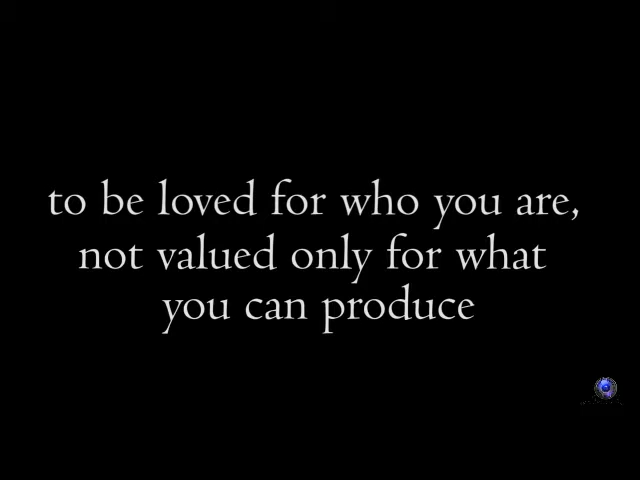 to be loved for who you are,
not valued only for what
you can produce